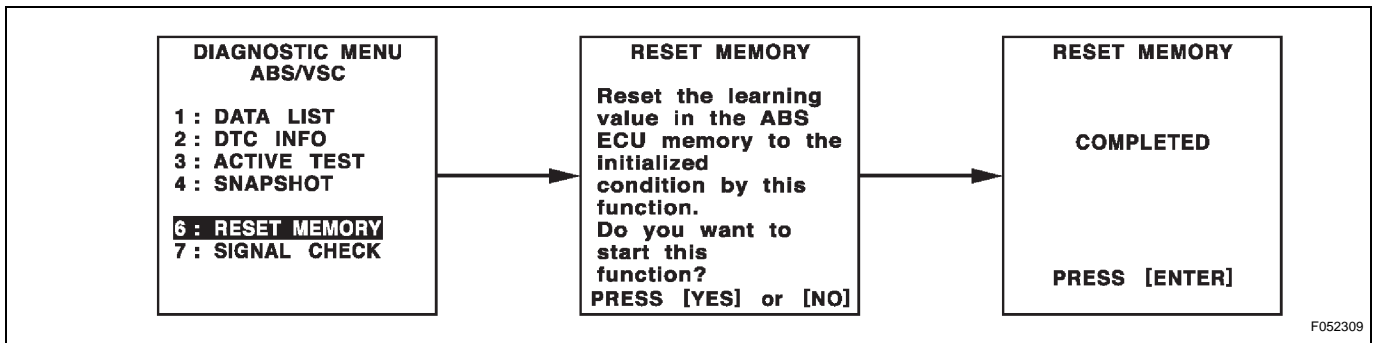 DIAGNOSTIC MENU
ABS/VSC
1 : DATA LIST
2 : DTC INFO
3 : ACTIVE TEST
4 : SNAPSHOT
6 : RESET MEMORY
7 : SIGNAL CHECK
RESET MEMORY
Reset the learning
value in the ABS
ECU memory to the
initialized
condition by this
function.
Do you want to
start this
function?
PRESS [YES] or [NO]
RESET MEMORY
COMPLETED
PRESS [ENTER]
F052309